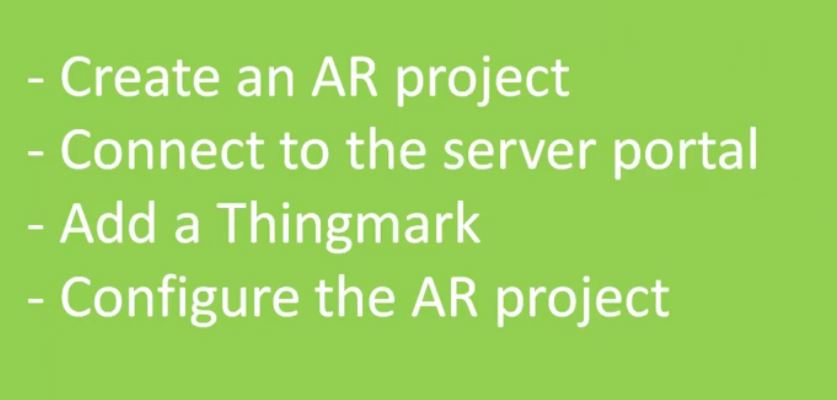 - Create an AR project
- Connect to the server portal
- Add a Thingmark
- Configure the AR project